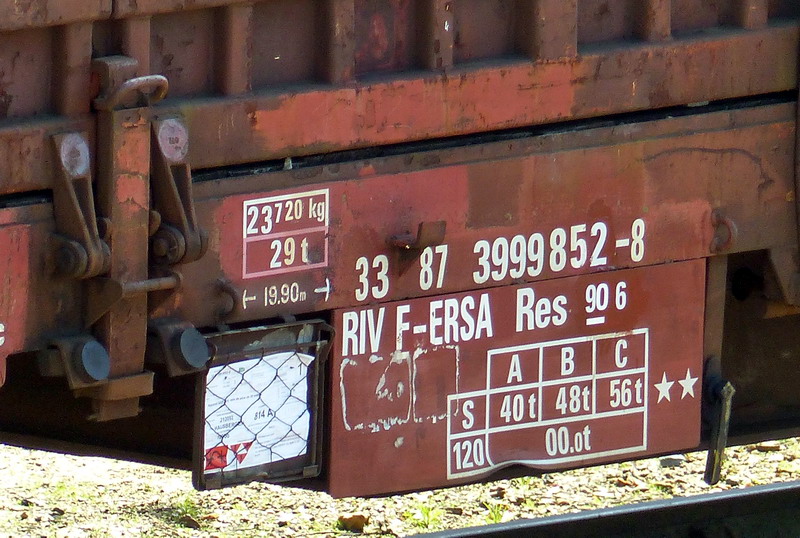 23720 kg
29 t
19.90m
33 87 3999852-8
RIV F-ERSA Res 90 6
A B C
S 40t 48t 56t ★★
120 00.0t
814 A